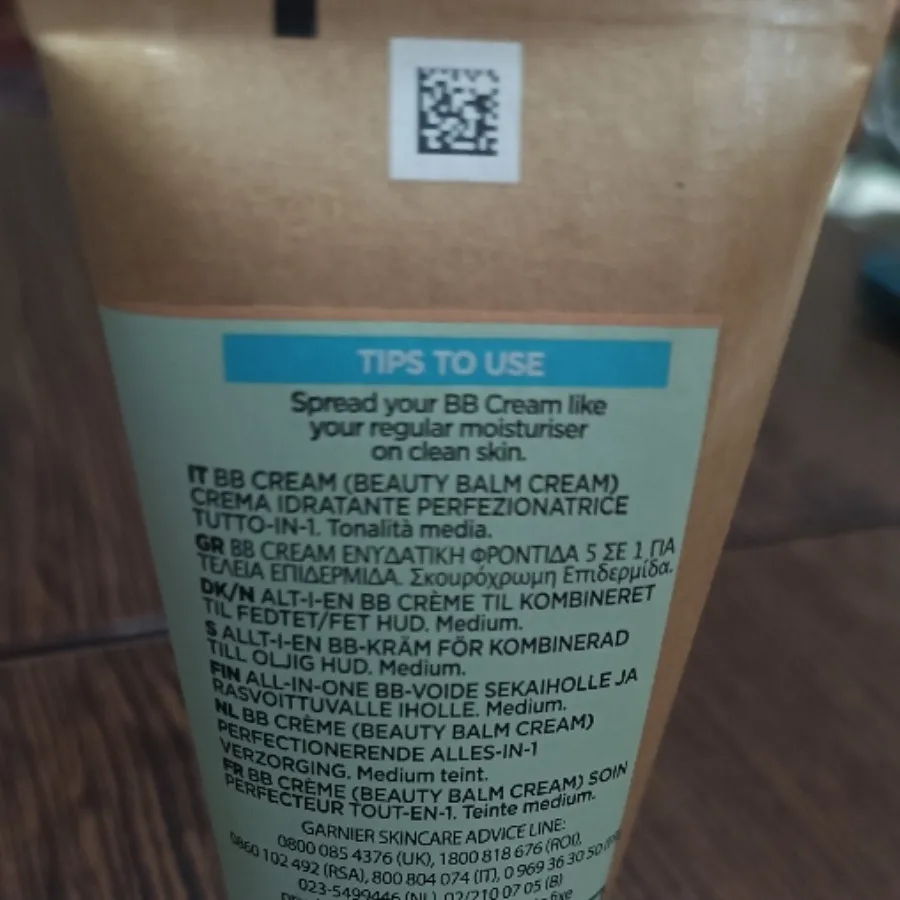 TIPS TO USE
Spread your BB Cream like
your regular moisturiser
on clean skin.
IT BB CREAM (BEAUTY BALM CREAM)
CREMA IDRATANTE PERFEZIONATRICE
TUTTO-IN-1. Tonalità media.
GR BB CREAM ΕΝΥΔΑΤΙΚΗ ΦΡΟΝΤΙΔΑ 5 ΣΕ 1 ΓΙΑ
ΤΕΛΕΙΑ ΕΠΙΔΕΡΜΙΔΑ. Σκουρόχρωμη Επιδερμίδα.
DK/N ALT-I-EN BB CRÈME TIL KOMBINERET
TIL FEDTET/FET HUD. Medium.
S ALLT-I-EN BB-KRÄM FÖR KOMBINERAD
TILL OLJIG HUD. Medium.
FIN ALL-IN-ONE BB-VOIDE SEKAIHOLLE JA
RASVOITTUVALLE IHOLLE. Medium.
NL BB CRÈME (BEAUTY BALM CREAM)
PERFECTIONERENDE ALLES-IN-1
VERZORGING. Medium teint.
FR BB CRÈME (BEAUTY BALM CREAM) SOIN
PERFECTEUR TOUT-EN-1. Teinte medium.
GARNIER SKINCARE ADVICE LINE:
0800 085 4376 (UK), 1800 818 676 (ROI),
0860 102 492 (RSA), 800 804 074 (IT), 0 969 36 30 50
023-5499446 (NL), 02/210 07 05 (B)